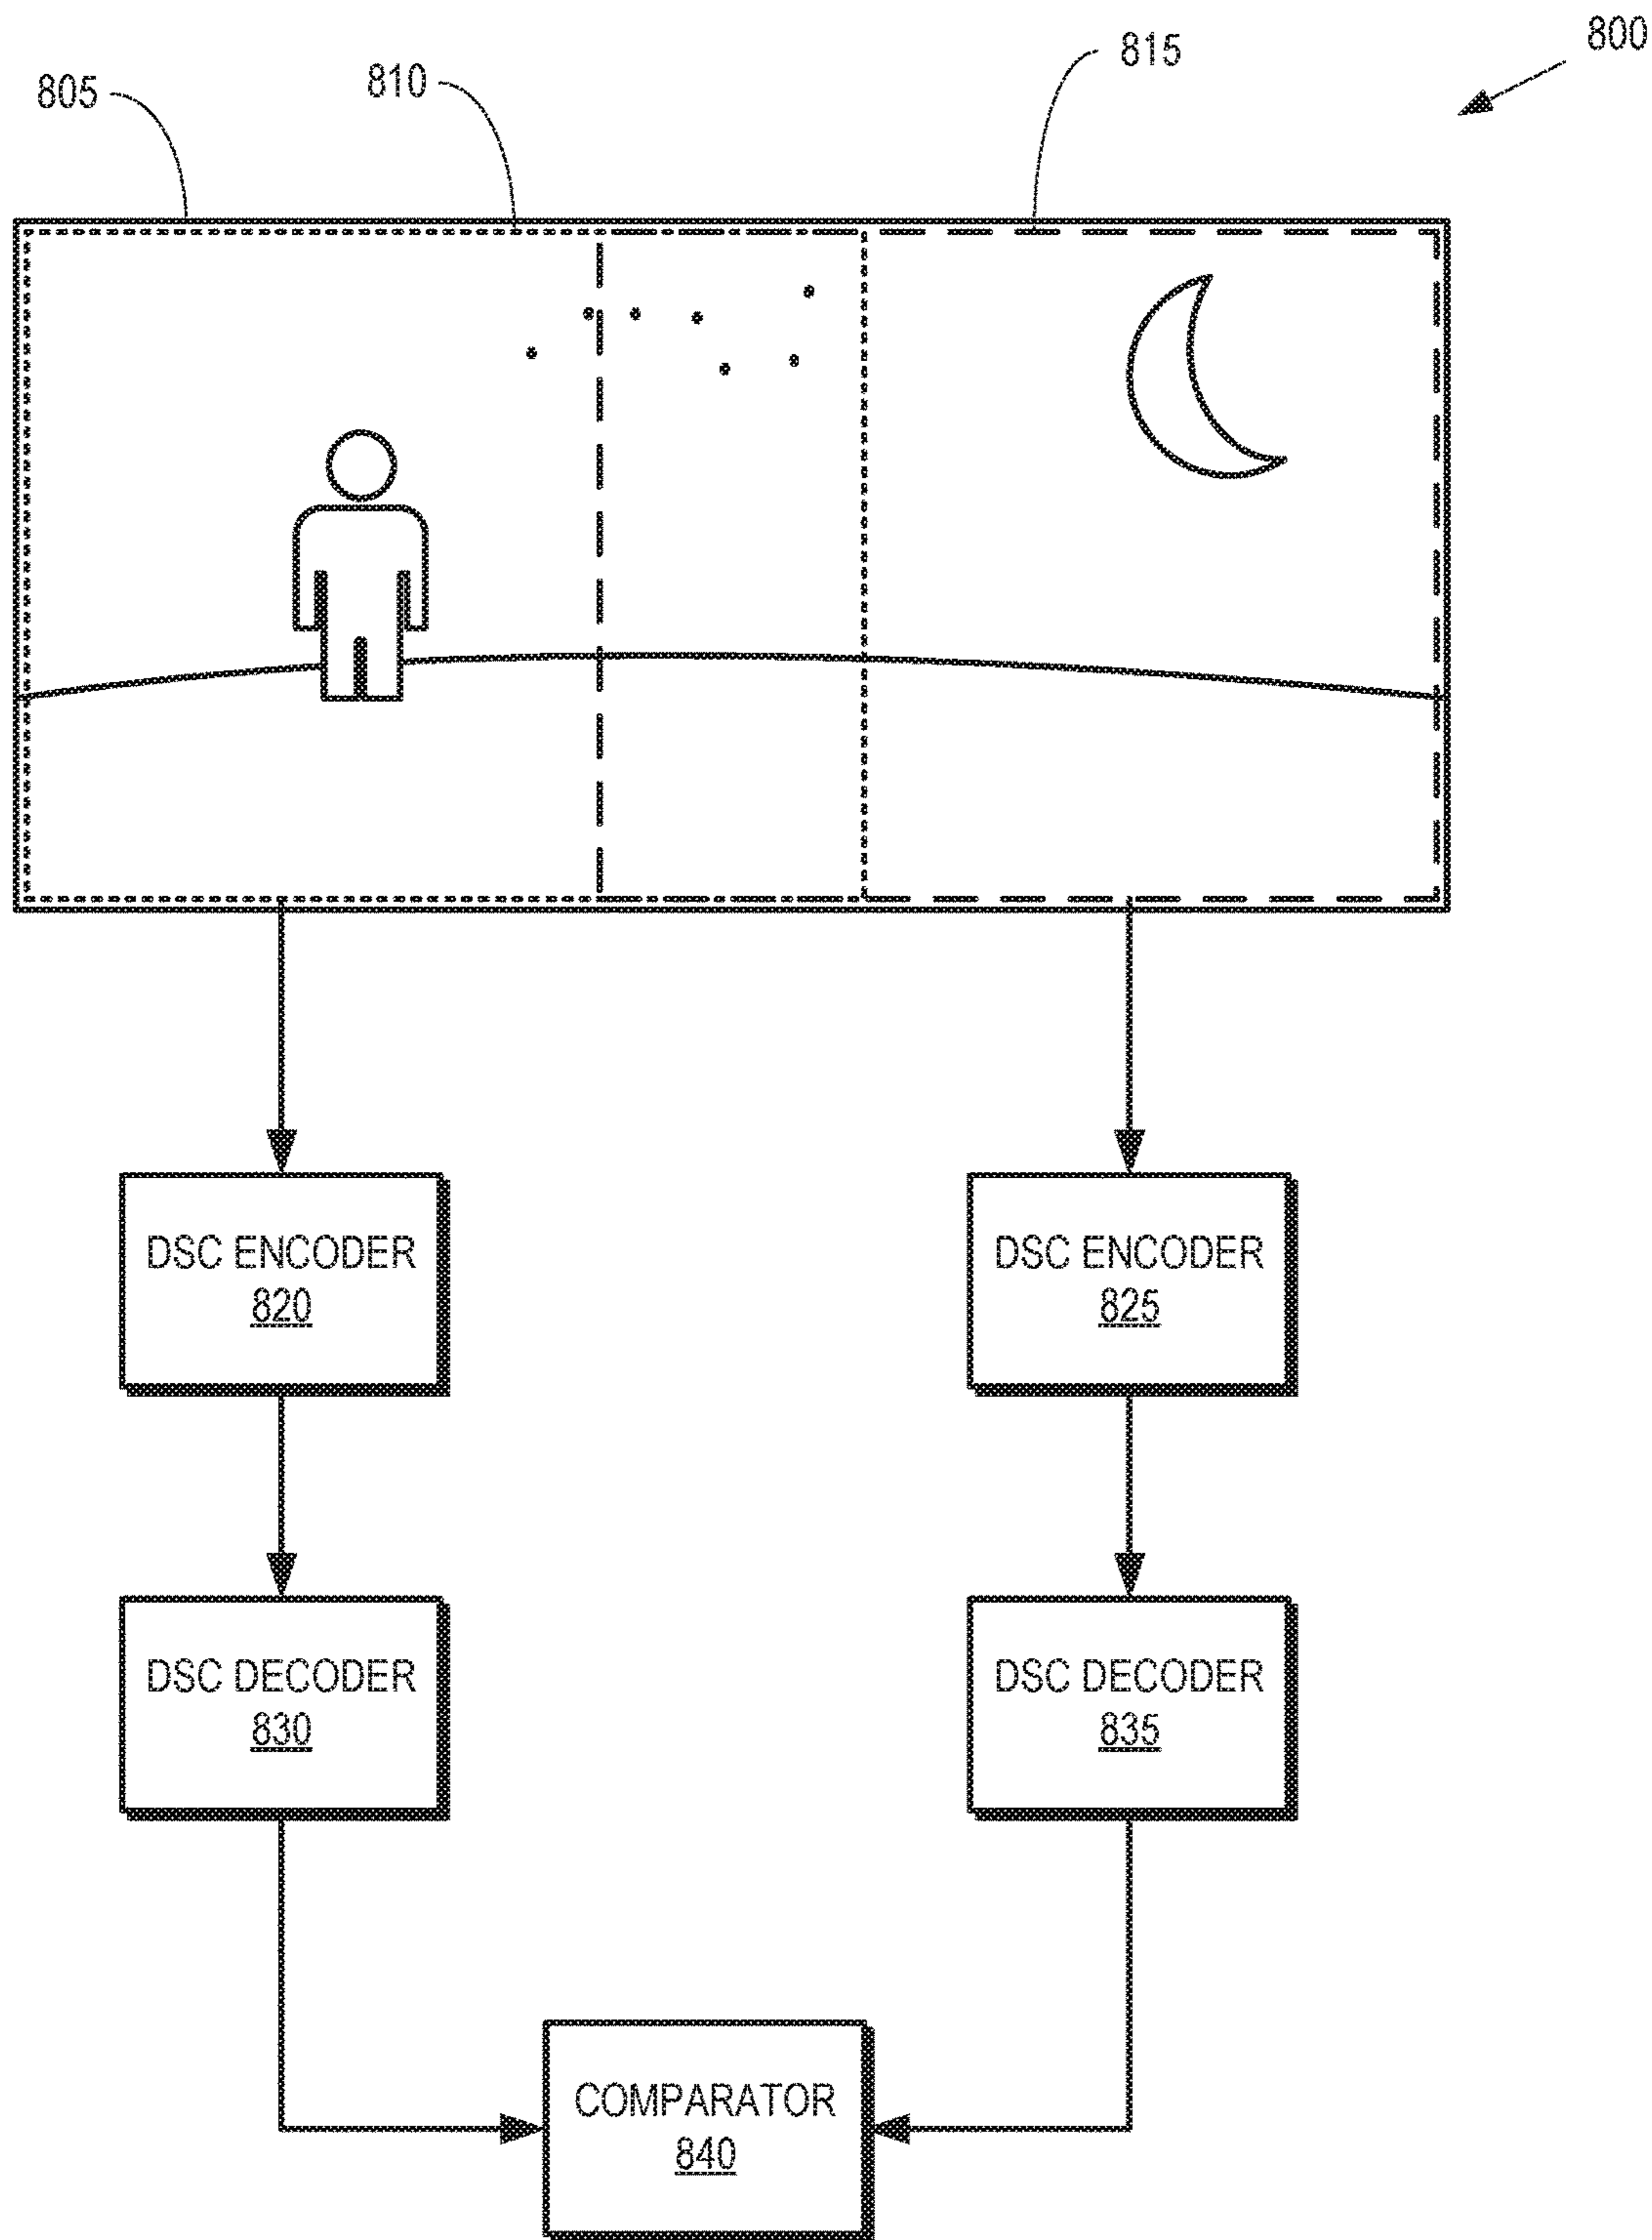 800
815
810
805
DSC ENCODER
820
DSC ENCODER
825
DSC DECODER
830
DSC DECODER
835
COMPARATOR
840